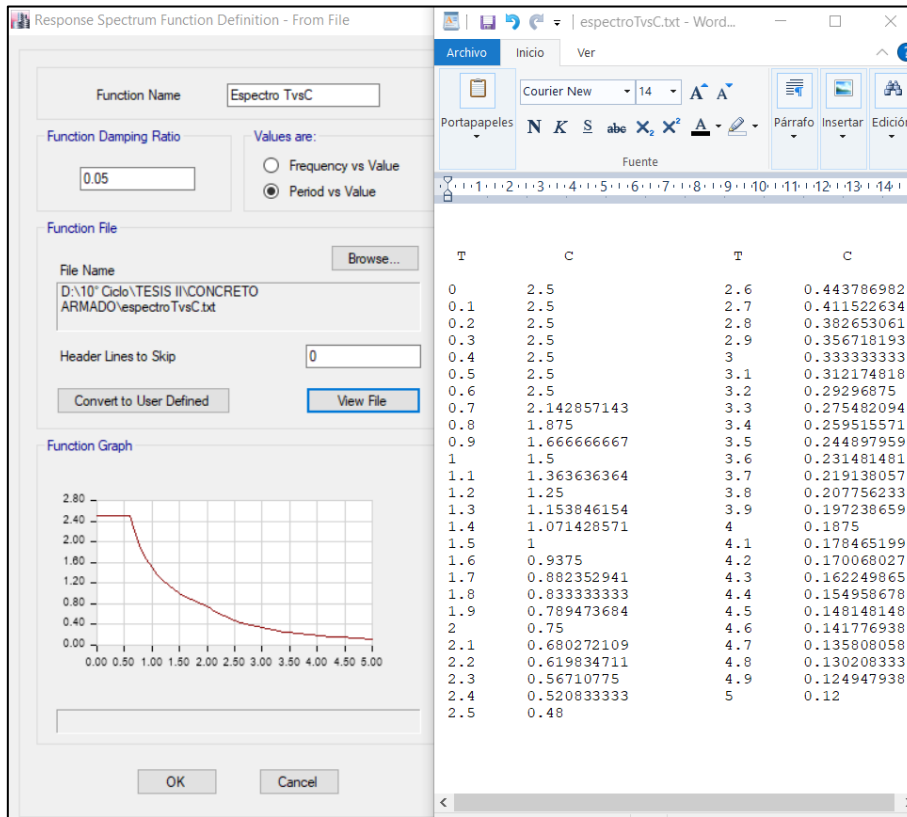 Response Spectrum Function Definition - From File
Function Name
Espectro TvsC
Function Damping Ratio
0.05
Values are:
Frequency vs Value
Period vs Value
Function File
File Name
Browse...
D:\10° Ciclo\TESIS II\CONCRETO
ARMADO\espectroTvsC.txt
Header Lines to Skip
0
Convert to User Defined
View File
Function Graph
2.80
2.40
2.00
1.60
1.20
0.80
0.40
0.00
0.00 0.50 1.00 1.50 2.00 2.50 3.00 3.50 4.00 4.50 5.00
OK
Cancel
espectroTvsC.txt - Word...
Archivo Inicio Ver
Portapapeles
Courier New 14 A A
N K S abc X₂ X² A
Fuente
Párrafo Insertar Edición
1 2 3 4 5 6 7 8 9 10 11 12 13 14
T C T C
0 2.5 2.6 0.443786982
0.1 2.5 2.7 0.411522634
0.2 2.5 2.8 0.382653061
0.3 2.5 2.9 0.356718193
0.4 2.5 3 0.333333333
0.5 2.5 3.1 0.312174818
0.6 2.5 3.2 0.29296875
0.7 2.142857143 3.3 0.275482094
0.8 1.875 3.4 0.259515571
0.9 1.666666667 3.5 0.244897959
1 1.5 3.6 0.231481481
1.1 1.363636364 3.7 0.219138057
1.2 1.25 3.8 0.207756233
1.3 1.153846154 3.9 0.197238659
1.4 1.071428571 4 0.1875
1.5 1 4.1 0.178465199
1.6 0.9375 4.2 0.170068027
1.7 0.882352941 4.3 0.162249865
1.8 0.833333333 4.4 0.154958678
1.9 0.789473684 4.5 0.148148148
2 0.75 4.6 0.141776938
2.1 0.680272109 4.7 0.135808058
2.2 0.619834711 4.8 0.130208333
2.3 0.56710775 4.9 0.124947938
2.4 0.520833333 5 0.12
2.5 0.48